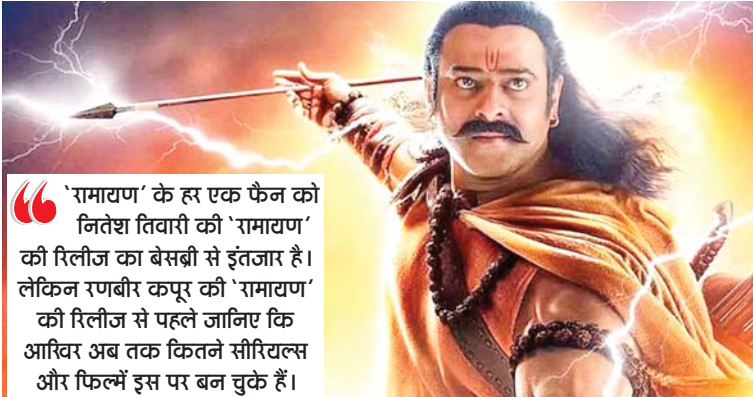 ‘रामायण’ के हर एक फैन को
नितेश तिवारी की ‘रामायण’
की रिलीज का बेसब्री से इंतजार है।
लेकिन रणबीर कपूर की ‘रामायण’
की रिलीज से पहले जानिए कि
आखिर अब तक कितने सीरियल्स
और फिल्में इस पर बन चुके हैं।